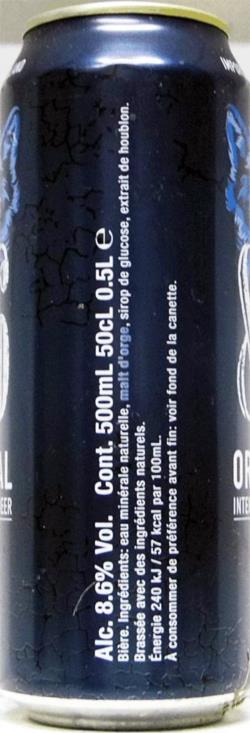 Alc. 8.6% Vol. Cont. 500mL 50cL 0.5L ℮
Bière. Ingrédients: eau minérale naturelle, malt d'orge, sirop de glucose, extrait de houblon.
Brassée avec des ingrédients naturels.
Énergie 240 kJ / 57 kcal par 100mL.
À consommer de préférence avant fin: voir fond de la canette.